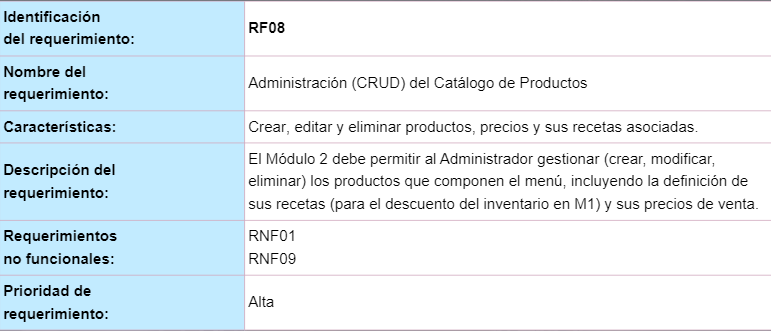 Identificación
del requerimiento:
RF08
Nombre del
requerimiento:
Administración (CRUD) del Catálogo de Productos
Características:
Crear, editar y eliminar productos, precios y sus recetas asociadas.
Descripción del
requerimiento:
El Módulo 2 debe permitir al Administrador gestionar (crear, modificar,
eliminar) los productos que componen el menú, incluyendo la definición de
sus recetas (para el descuento del inventario en M1) y sus precios de venta.
Requerimientos
no funcionales:
RNF01
RNF09
Prioridad de
requerimiento:
Alta